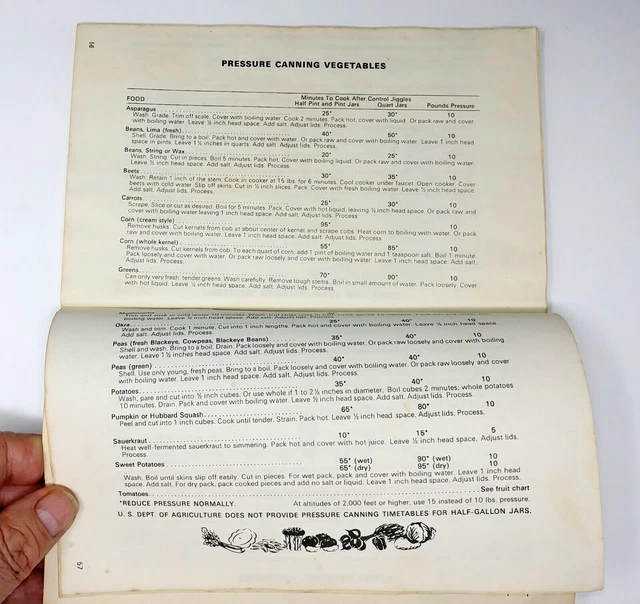 56
PRESSURE CANNING VEGETABLES
Minutes To Cook After Control Jiggles
FOOD Half Pint and Pint Jars Quart Jars Pounds Pressure
Asparagus 25* 30* 10
Wash. Grade. Trim off scale. Cover with boiling water. Cook 2 minutes. Pack hot, cover with liquid. Or pack raw and cover
with boiling water. Leave ½ inch head space. Add salt. Adjust lids. Process.
Beans, Lima (fresh) 40* 50* 10
Shell. Grade. Bring to a boil. Pack hot and cover with water. Or pack raw and cover with boiling water. Leave 1 inch head
space in pints. Leave 1½ inches in quarts. Add salt. Adjust lids. Process.
Beans, String or Wax 20* 25* 10
Wash. String. Cut in pieces. Boil 5 minutes. Pack hot. Cover with boiling liquid. Or pack raw and cover with boiling water.
Leave ½ inch head space. Add salt. Adjust lids. Process.
Beets 30* 35* 10
Wash. Retain 1 inch of the stem. Cook in cooker at 15 lbs. for 6 minutes. Cool cooker under faucet. Open cooker. Cover
beets with cold water. Slip off skins. Cut in ½ inch slices. Pack. Cover with fresh boiling water. Leave ½ inch head space.
Add salt. Adjust lids. Process.
Carrots 25* 30* 10
Scrape. Slice or cut as desired. Boil for 5 minutes. Pack. Cover with hot liquid, leaving ½ inch head space. Or pack raw and
cover with boiling water leaving 1 inch head space. Add salt. Adjust lids. Process.
Corn (cream style) 95* 10
Remove husks. Cut kernels from cob at about center of kernel and scrape cobs. Heat corn to boiling with water. Or pack
raw and cover with boiling water. Leave 1 inch head space. Add salt. Adjust lids. Process.
Corn (whole kernel) 55* 85* 10
Remove husks. Cut kernels from cob. To each quart of corn, add 1 pint of boiling water and 1 teaspoon salt. Boil 1 minute.
Pack loosely and cover with water. Or pack raw and cover with boiling water. Leave 1 inch head space. Add salt. Adjust
lids. Process.
Greens 70* 90* 10
Can only very fresh, tender greens. Wash carefully. Remove tough stems. Boil in small amount of water. Pack loosely. Cover
with hot liquid. Leave ½ inch head space. Add salt. Adjust lids. Process.
boiling water. Leave ½ inch head space. Add salt. Adjust lids. Process.
Okra 25* 40* 10
Wash and trim. Cook 1 minute. Cut into 1 inch lengths. Pack hot and cover with boiling water. Leave ½ inch head space.
Add salt. Adjust lids. Process.
Peas (fresh Blackeye, Cowpeas, Blackeye Beans) 35* 40* 10
Shell and wash. Bring to a boil. Drain. Pack loosely and cover with boiling water. Or pack raw loosely and cover with boiling
water. Leave 1½ inches head space. Add salt. Adjust lids. Process.
Peas (green) 40* 40* 10
Shell. Use only young, fresh peas. Bring to a boil. Pack loosely and cover with boiling water. Or pack raw loosely and cover
with boiling water. Leave 1 inch head space. Add salt. Adjust lids. Process.
Potatoes 35* 40* 10
Wash, pare and cut into ½ inch cubes. Or use whole if 1 to 2½ inches in diameter. Boil cubes 2 minutes; whole potatoes
10 minutes. Drain. Pack and cover with boiling water. Leave ½ inch head space. Add salt. Adjust lids. Process.
Pumpkin or Hubbard Squash 65* 80* 10
Peel and cut into 1 inch cubes. Cook until tender. Strain. Pack hot. Leave ½ inch head space. Add salt. Adjust lids. Process.
Sauerkraut 10* 15* 5
Heat well-fermented sauerkraut to simmering. Pack hot and cover with hot juice. Leave ½ inch head space. Adjust lids.
Process.
Sweet Potatoes 55* (wet) 90* (wet) 10
65* (dry) 95* (dry) 10
Wash. Boil until skins slip off easily. Cut in pieces. For wet pack, pack and cover with boiling water. Leave 1 inch head
space. Add salt. For dry pack, pack cooked pieces and add no salt or liquid. Leave 1 inch head space. Adjust lids. Process.
Tomatoes See fruit chart
*REDUCE PRESSURE NORMALLY. At altitudes of 2,000 feet or higher, use 15 instead of 10 lbs. pressure.
U. S. DEPT. OF AGRICULTURE DOES NOT PROVIDE PRESSURE CANNING TIMETABLES FOR HALF-GALLON JARS.
57